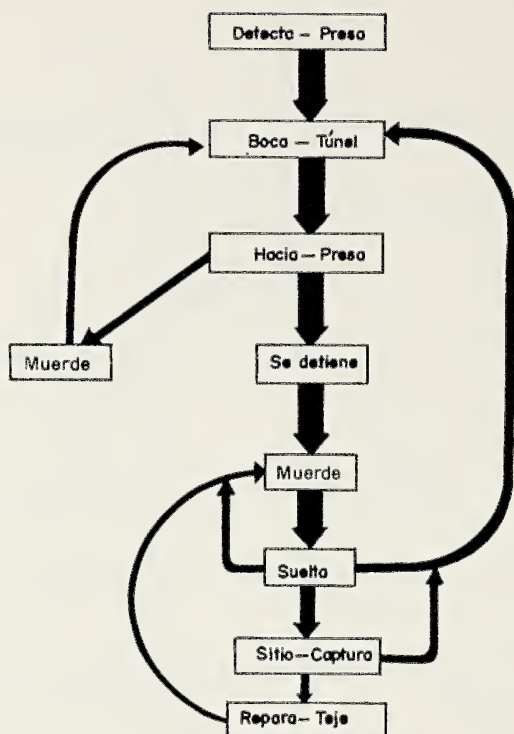 Detecta – Presa
Boca – Túnel
Hacia – Presa
Muerde
Se detiene
Muerde
Suelta
Sitio – Captura
Repara – Teje